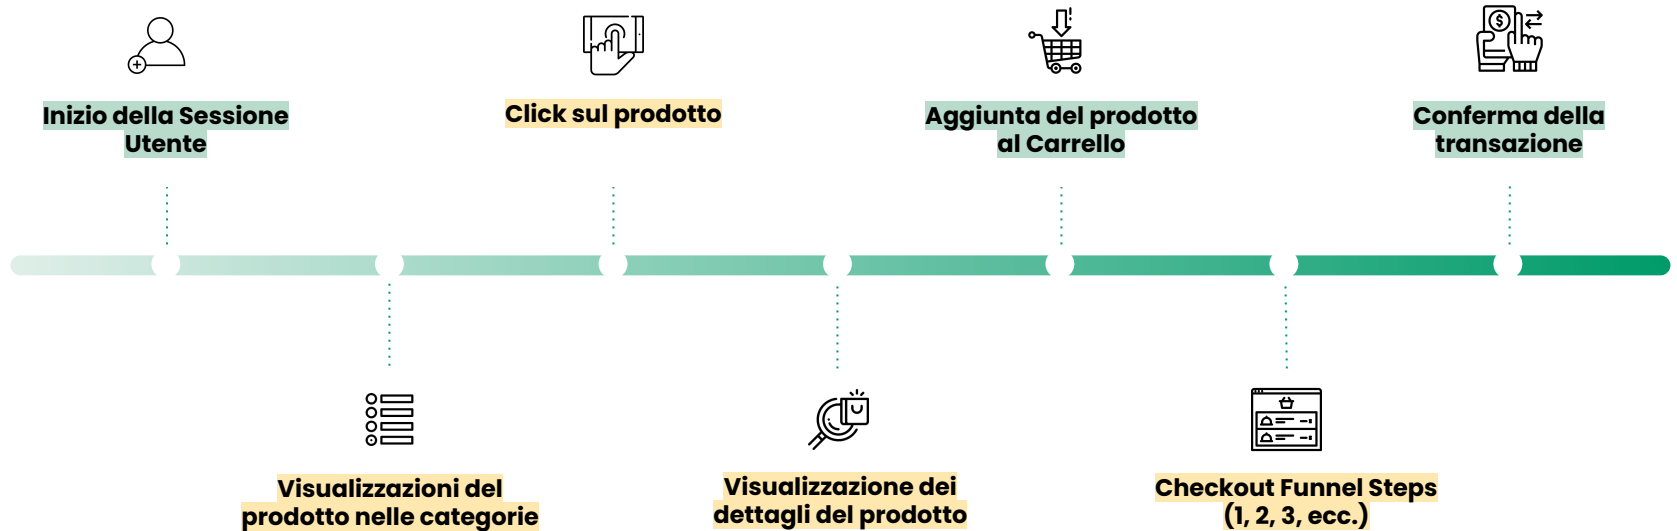 Inizio della Sessione
Utente
Click sul prodotto
Aggiunta del prodotto
al Carrello
Conferma della
transazione
Visualizzazioni del
prodotto nelle categorie
Visualizzazione dei
dettagli del prodotto
Checkout Funnel Steps
(1, 2, 3, ecc.)